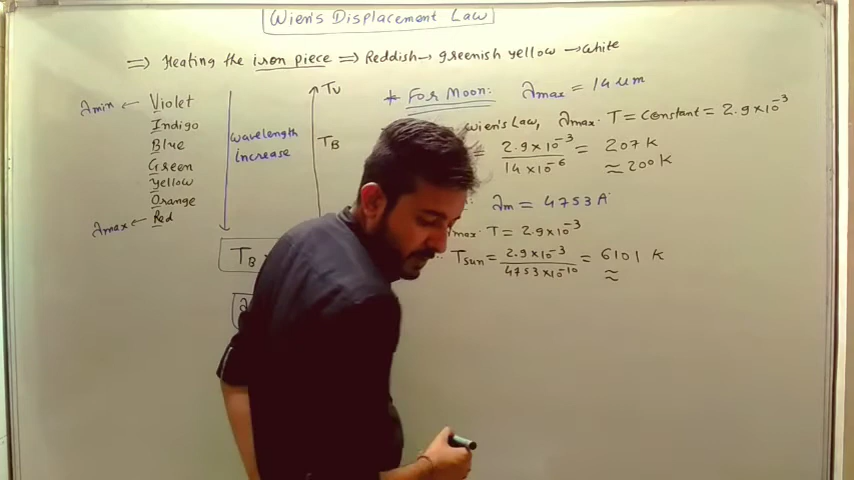 Wien's Displacement Law
=> Heating the iron piece => Reddish → greenish yellow → white
λmin ← Violet
Indigo
Blue
Green
Yellow
Orange
λmax ← Red
wavelength
increase
TV
TB
TB
* For Moon: λmax = 14 μm
wien's Law, λmax. T = constant = 2.9×10⁻³
= 2.9×10⁻³ / 14×10⁻⁶ = 207 K
≈ 200 K
λm = 4753 A°
max. T = 2.9×10⁻³
Tsun = 2.9×10⁻³ / 4753×10⁻¹⁰ = 6101 K
≈